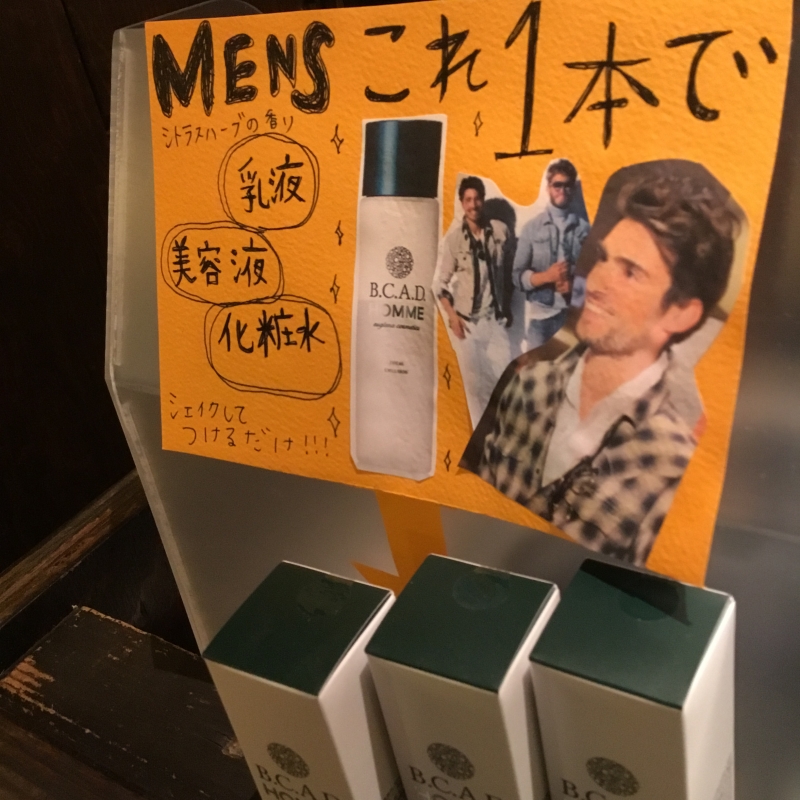 MENS これ1本で
シトラスハーブの香り
乳液
美容液
化粧水
シェイクして
つけるだけ!!!
B.C.A.D.
HOMME
B.C.A.D
B.C.A.D
B.C